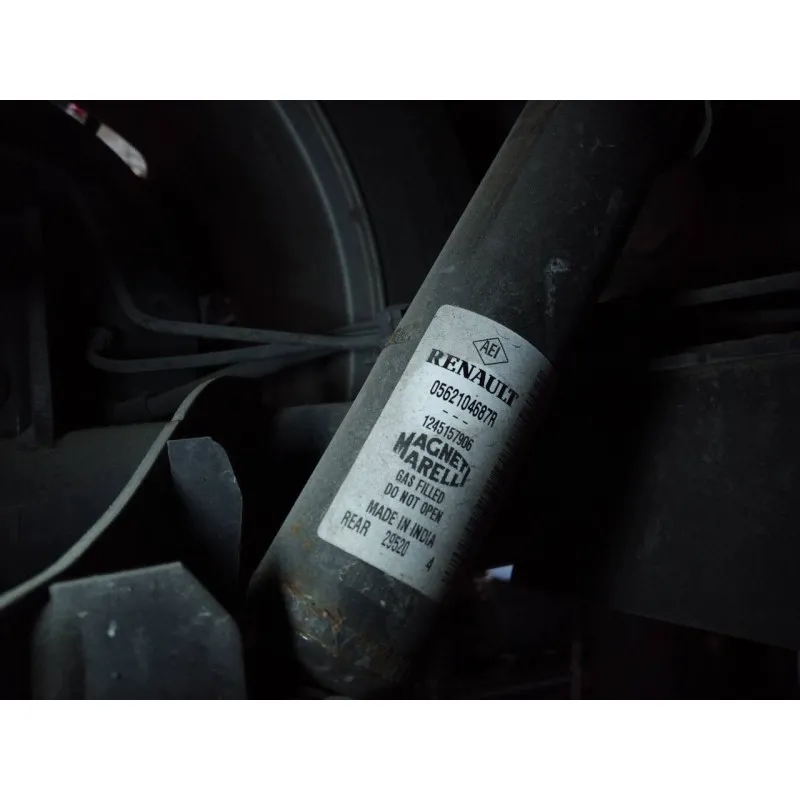 AEI
RENAULT
0562104687R
---
1245157906
MAGNETI
MARELLI
GAS FILLED
DO NOT OPEN
MADE IN INDIA
REAR 29520 4